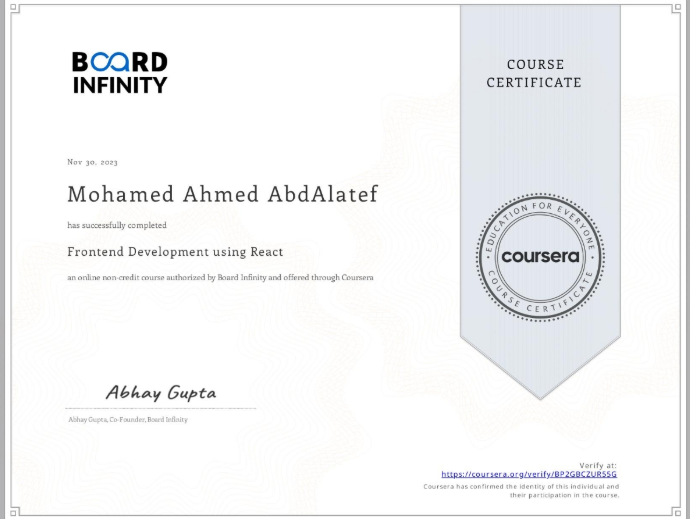 BOARD
INFINITY
COURSE
CERTIFICATE
Nov 30, 2023
Mohamed Ahmed AbdAlatef
has successfully completed
Frontend Development using React
an online non-credit course authorized by Board Infinity and offered through Coursera
EDUCATION FOR EVERYONE
coursera
COURSE CERTIFICATE
Abhay Gupta
Abhay Gupta, Co-Founder, Board Infinity
Verify at:
https://coursera.org/verify/BP2GBCZUR55G
Coursera has confirmed the identity of this individual and
their participation in the course.